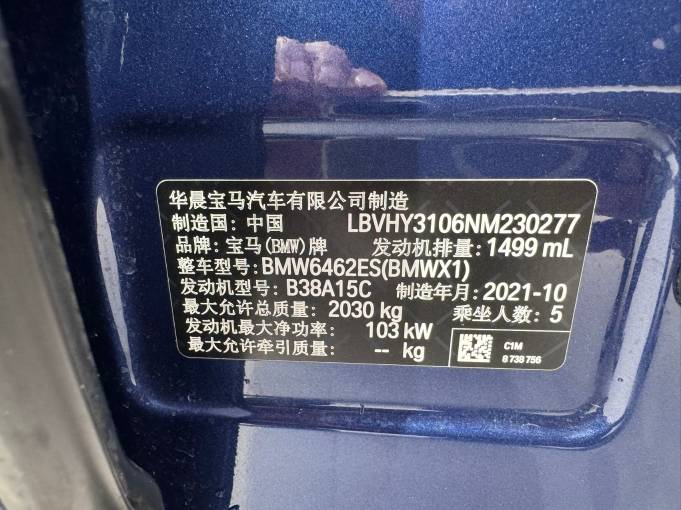 华晨宝马汽车有限公司制造
制造国: 中国 LBVHY3106NM230277
品牌: 宝马(BMW)牌 发动机排量: 1499 mL
整车型号: BMW6462ES(BMWX1)
发动机型号: B38A15C 制造年月: 2021-10
最大允许总质量: 2030 kg 乘坐人数: 5
发动机最大净功率: 103 kW
最大允许牵引质量: -- kg
C1M
8 738 756